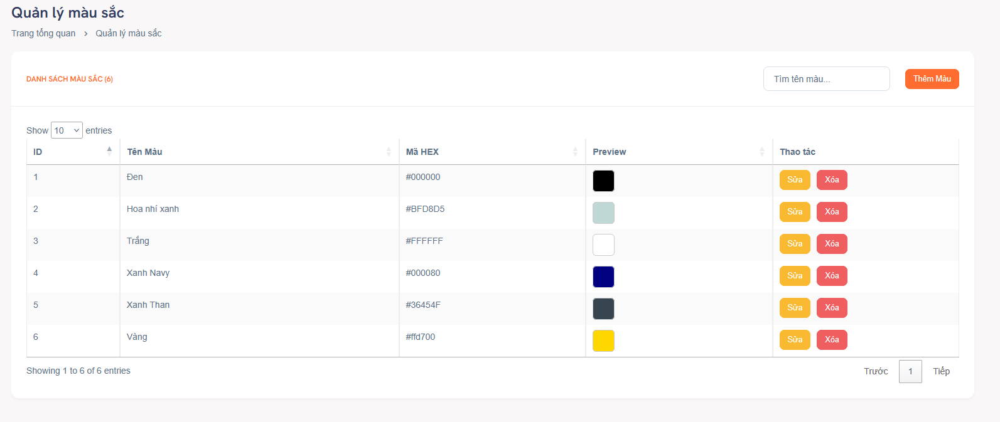 Quản lý màu sắc
Trang tổng quan > Quản lý màu sắc
DANH SÁCH MÀU SẮC (6)
Tìm tên màu...
Thêm Màu
Show 10 entries
ID Tên Màu Mã HEX Preview Thao tác
1 Đen #000000 Sửa Xóa
2 Hoa nhí xanh #BFD8D5 Sửa Xóa
3 Trắng #FFFFFF Sửa Xóa
4 Xanh Navy #000080 Sửa Xóa
5 Xanh Than #36454F Sửa Xóa
6 Vàng #ffd700 Sửa Xóa
Showing 1 to 6 of 6 entries
Trước 1 Tiếp